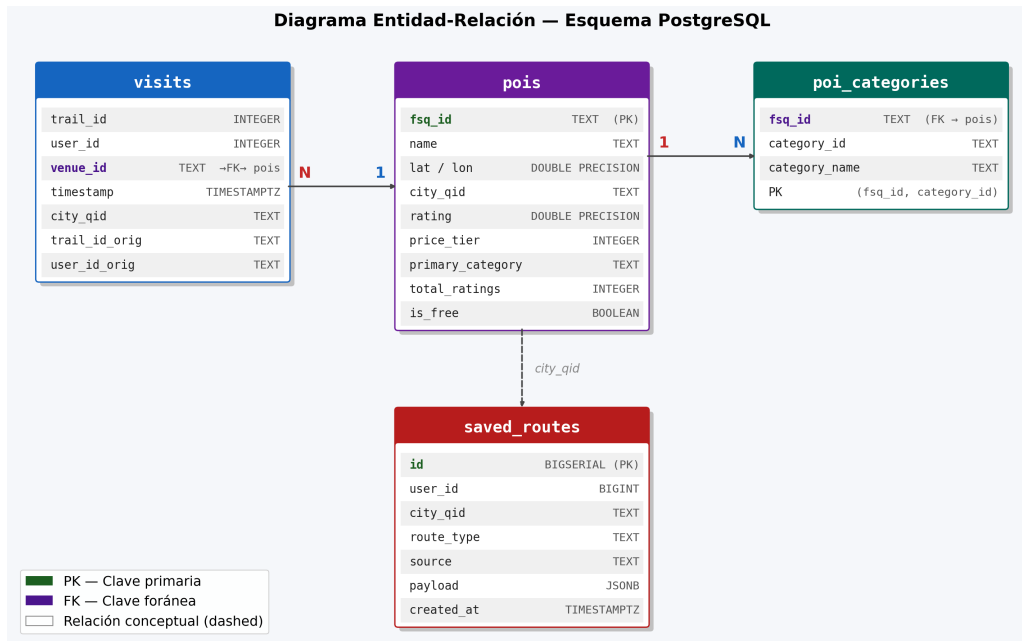 Diagrama Entidad-Relación — Esquema PostgreSQL
visits
trail_id INTEGER
user_id INTEGER
venue_id TEXT →FK→ pois
timestamp TIMESTAMPTZ
city_qid TEXT
trail_id_orig TEXT
user_id_orig TEXT
N 1
pois
fsq_id TEXT (PK)
name TEXT
lat / lon DOUBLE PRECISION
city_qid TEXT
rating DOUBLE PRECISION
price_tier INTEGER
primary_category TEXT
total_ratings INTEGER
is_free BOOLEAN
1 N
poi_categories
fsq_id TEXT (FK → pois)
category_id TEXT
category_name TEXT
PK (fsq_id, category_id)
city_qid
saved_routes
id BIGSERIAL (PK)
user_id BIGINT
city_qid TEXT
route_type TEXT
source TEXT
payload JSONB
created_at TIMESTAMPTZ
PK — Clave primaria
FK — Clave foránea
Relación conceptual (dashed)